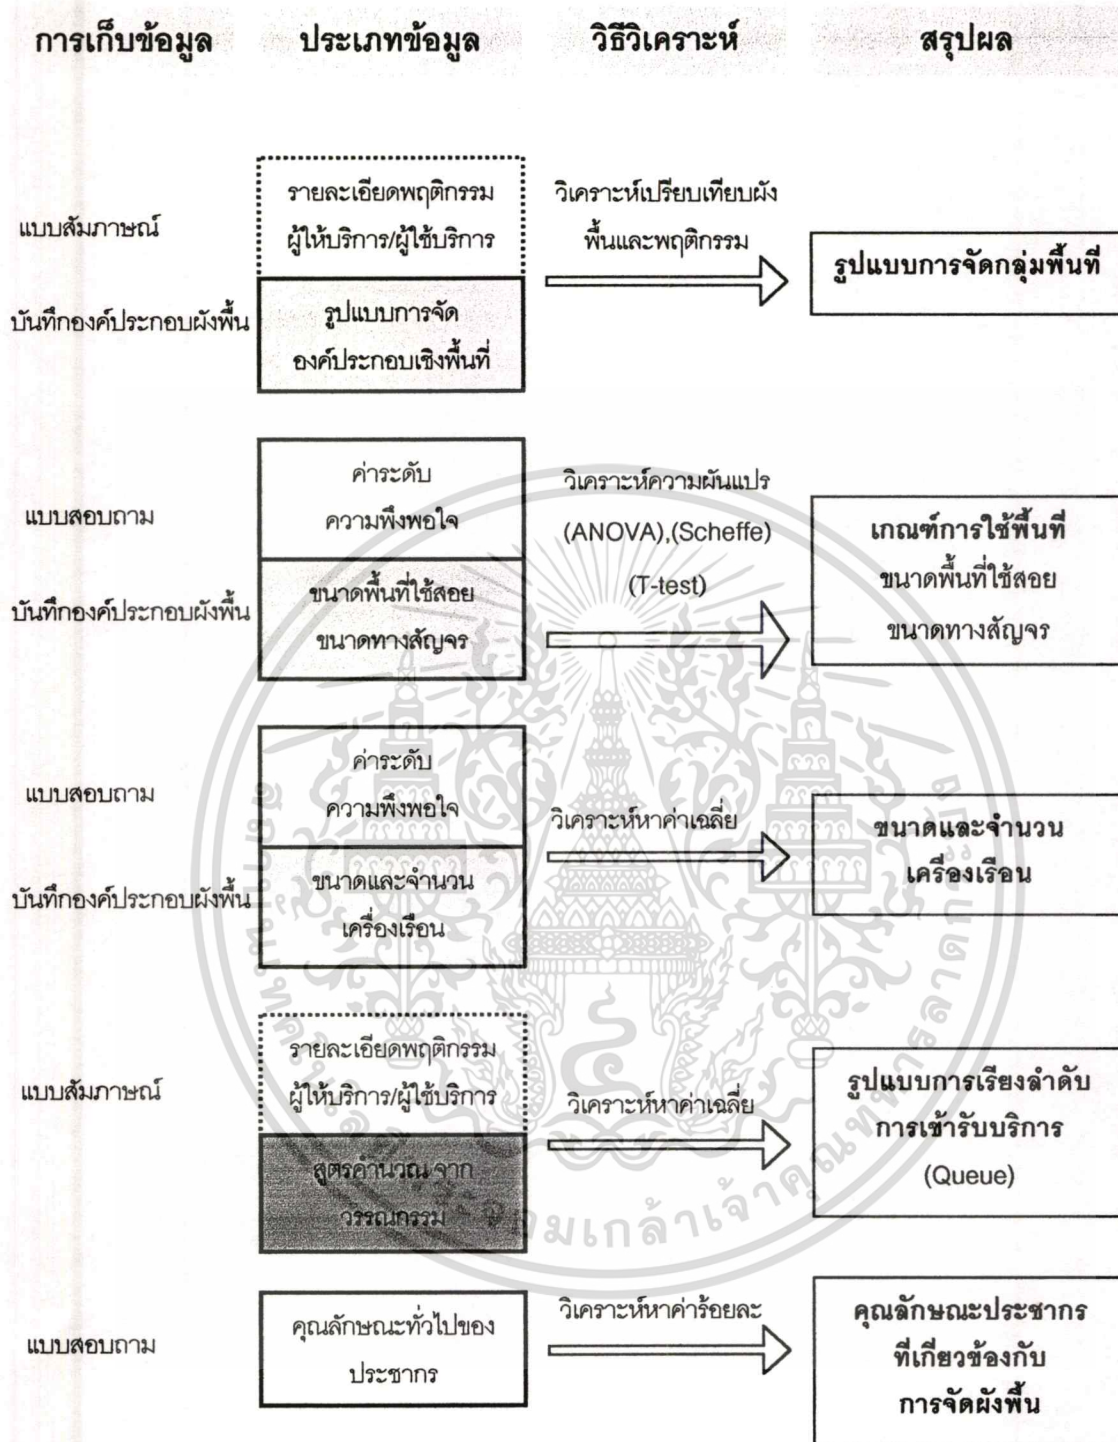 การเก็บข้อมูล ประเภทข้อมูล วิธีวิเคราะห์ สรุปผล
แบบสัมภาษณ์
รายละเอียดพฤติกรรม
ผู้ให้บริการ/ผู้ใช้บริการ
วิเคราะห์เปรียบเทียบผัง
พื้นและพฤติกรรม
รูปแบบการจัดกลุ่มพื้นที่
บันทึกองค์ประกอบผังพื้น
รูปแบบการจัด
องค์ประกอบเชิงพื้นที่
แบบสอบถาม
ค่าระดับ
ความพึงพอใจ
วิเคราะห์ความผันแปร
(ANOVA),(Scheffe)
(T-test)
เกณฑ์การใช้พื้นที่
ขนาดพื้นที่ใช้สอย
ขนาดทางสัญจร
บันทึกองค์ประกอบผังพื้น
ขนาดพื้นที่ใช้สอย
ขนาดทางสัญจร
แบบสอบถาม
ค่าระดับ
ความพึงพอใจ
วิเคราะห์หาค่าเฉลี่ย
ขนาดและจำนวน
เครื่องเรือน
บันทึกองค์ประกอบผังพื้น
ขนาดและจำนวน
เครื่องเรือน
แบบสัมภาษณ์
รายละเอียดพฤติกรรม
ผู้ให้บริการ/ผู้ใช้บริการ
วิเคราะห์หาค่าเฉลี่ย
รูปแบบการเรียงลำดับ
การเข้ารับบริการ
(Queue)
สูตรคำนวณ จาก
วรรณกรรม
แบบสอบถาม
คุณลักษณะทั่วไปของ
ประชากร
วิเคราะห์หาค่าร้อยละ
คุณลักษณะประชากร
ที่เกี่ยวข้องกับ
การจัดผังพื้น